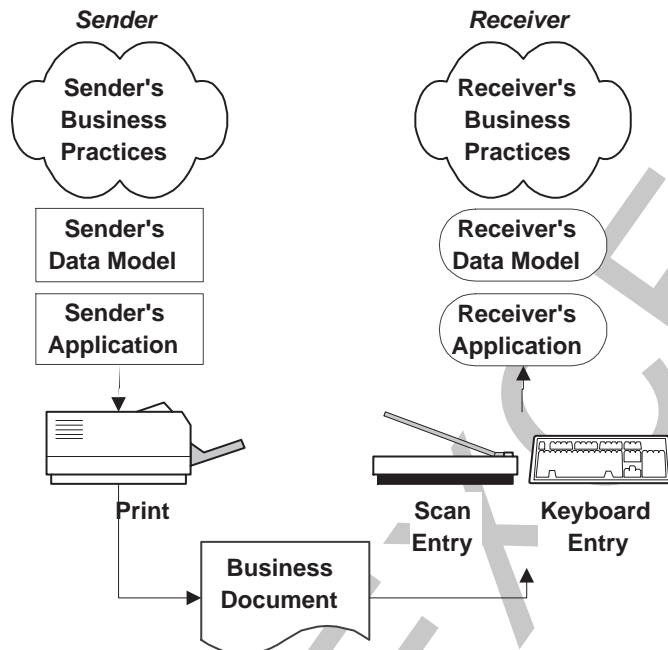 Sender
Receiver
Sender's
Business
Practices
Receiver's
Business
Practices
Sender's
Data Model
Receiver's
Data Model
Sender's
Application
Receiver's
Application
Print
Scan
Entry
Keyboard
Entry
Business
Document